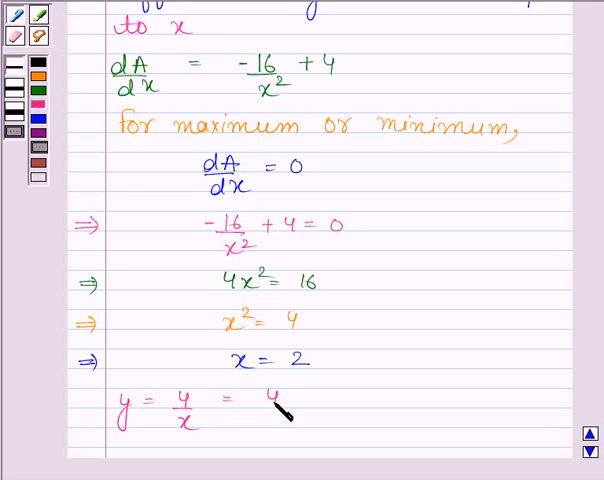 to x
dA/dx = -16/x² + 4
for maximum or minimum,
dA/dx = 0
⇒ -16/x² + 4 = 0
⇒ 4x² = 16
⇒ x² = 4
⇒ x = 2
y = 4/x = 4